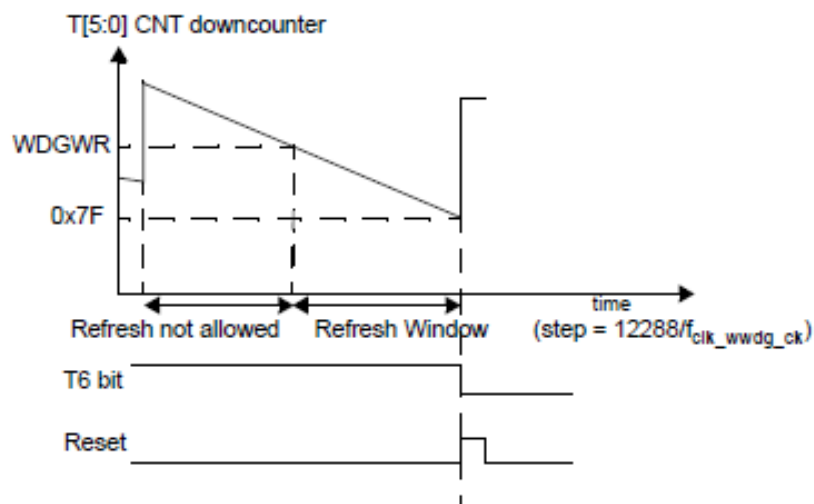 T[5:0] CNT downcounter
WDGWR
0x7F
time
Refresh not allowed Refresh Window (step = 12288/fclk_wwdg_ck)
T6 bit
Reset